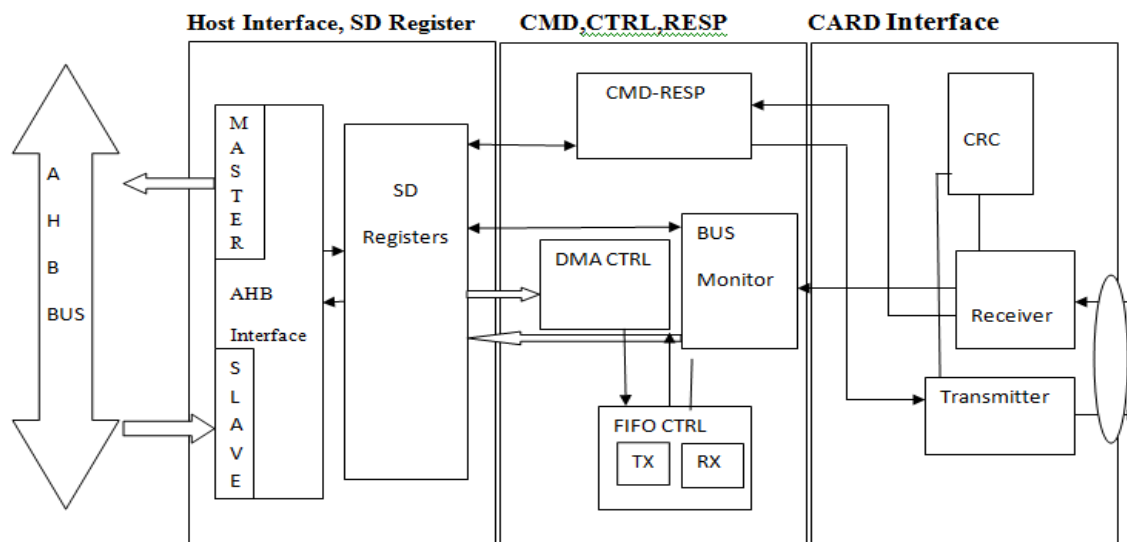 Host Interface, SD Register
CMD,CTRL,RESP
CARD Interface
A
H
B
BUS
M
A
S
T
E
R
AHB
Interface
S
L
A
V
E
SD
Registers
CMD-RESP
DMA CTRL
BUS
Monitor
FIFO CTRL
TX
RX
CRC
Receiver
Transmitter